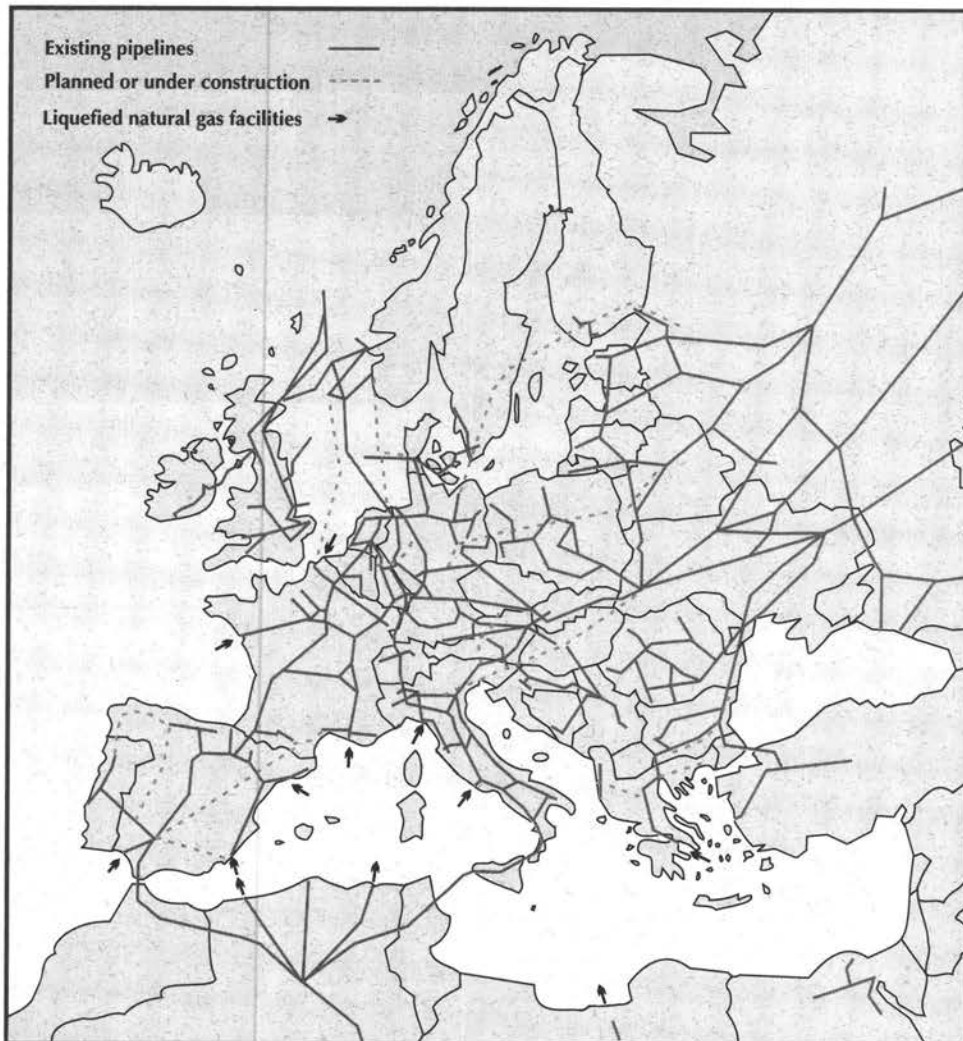 Existing pipelines
Planned or under construction
Liquefied natural gas facilities